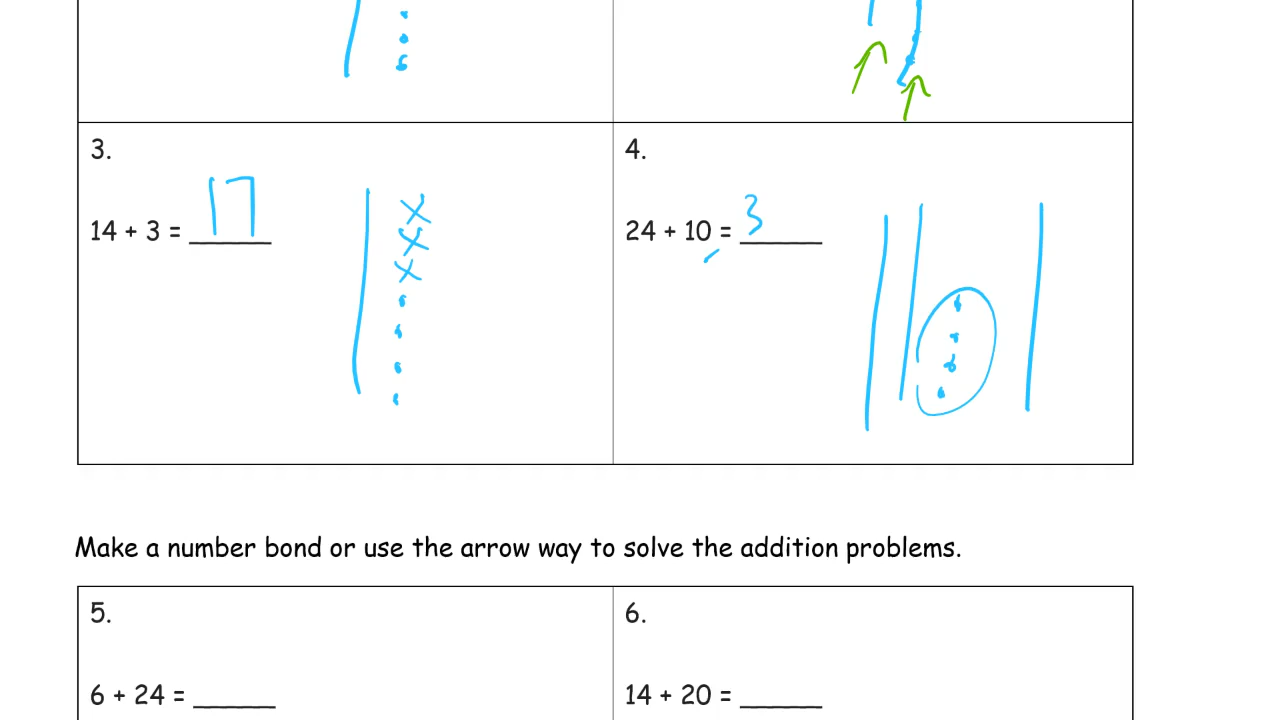 3.
14 + 3 = 17
4.
24 + 10 = 3
Make a number bond or use the arrow way to solve the addition problems.
5.
6 + 24 = ______
6.
14 + 20 = ______